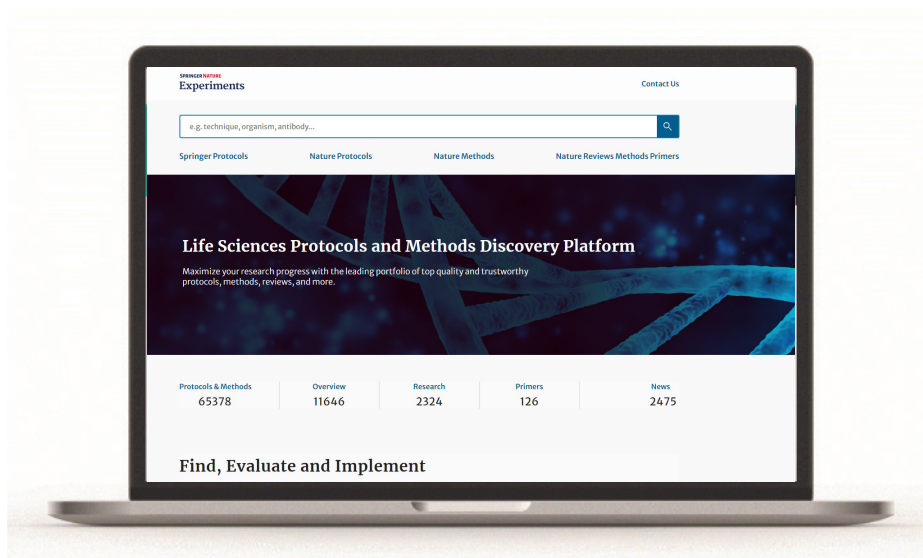 SPRINGER NATURE
Experiments
Contact Us
e.g. technique, organism, antibody...
Springer Protocols
Nature Protocols
Nature Methods
Nature Reviews Methods Primers
Life Sciences Protocols and Methods Discovery Platform
Maximize your research progress with the leading portfolio of top quality and trustworthy
protocols, methods, reviews, and more.
Protocols & Methods
65378
Overview
11646
Research
2324
Primers
126
News
2475
Find, Evaluate and Implement